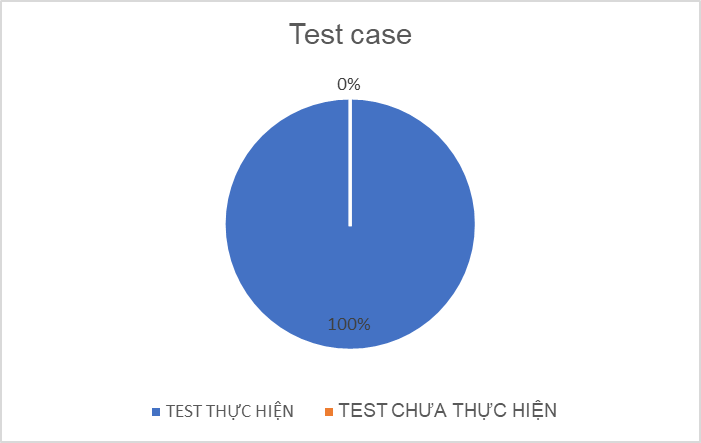 Test case
0%
100%
TEST THỰC HIỆN
TEST CHƯA THỰC HIỆN